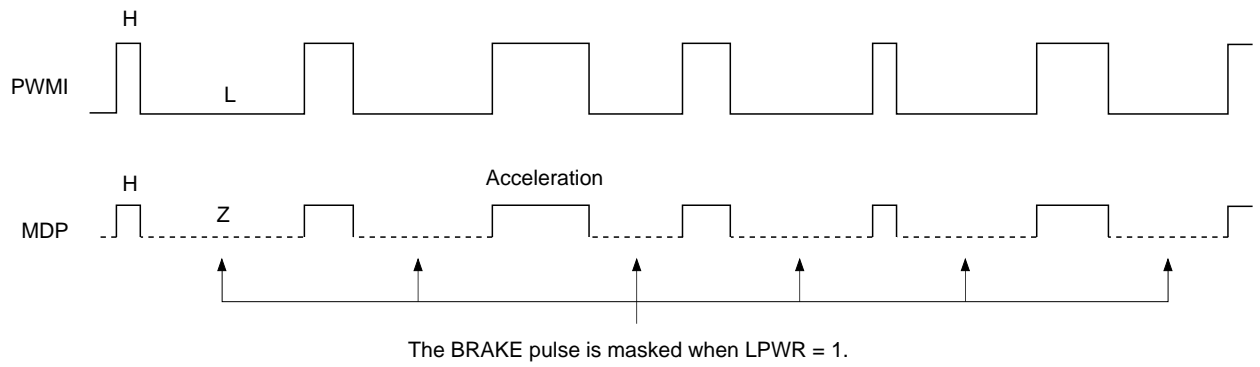 H
PWMI
L
Acceleration
H
Z
MDP
The BRAKE pulse is masked when LPWR = 1.